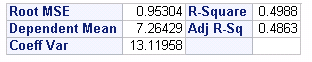 Root MSE 0.95304 R-Square 0.4988
Dependent Mean 7.26429 Adj R-Sq 0.4863
Coeff Var 13.11958